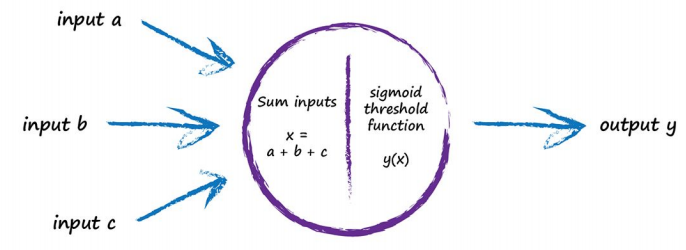 input a
input b
input c
Sum inputs
x =
a + b + c
sigmoid
threshold
function
y(x)
output y